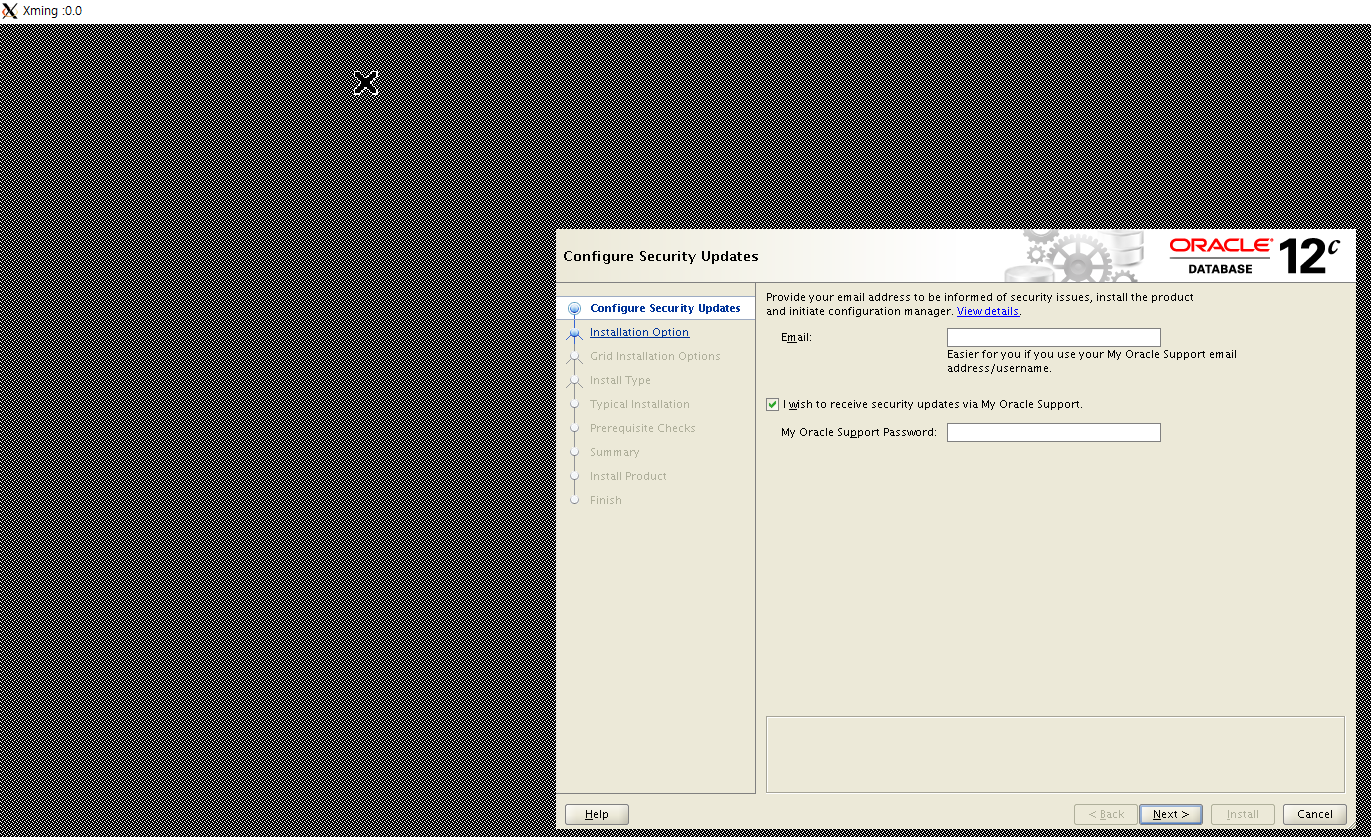 Xming :0.0
Configure Security Updates
ORACLE®
DATABASE
12c
Configure Security Updates
Installation Option
Grid Installation Options
Install Type
Typical Installation
Prerequisite Checks
Summary
Install Product
Finish
Provide your email address to be informed of security issues, install the product
and initiate configuration manager. View details.
Email:
Easier for you if you use your My Oracle Support email
address/username.
I wish to receive security updates via My Oracle Support.
My Oracle Support Password:
Help
< Back
Next >
Install
Cancel